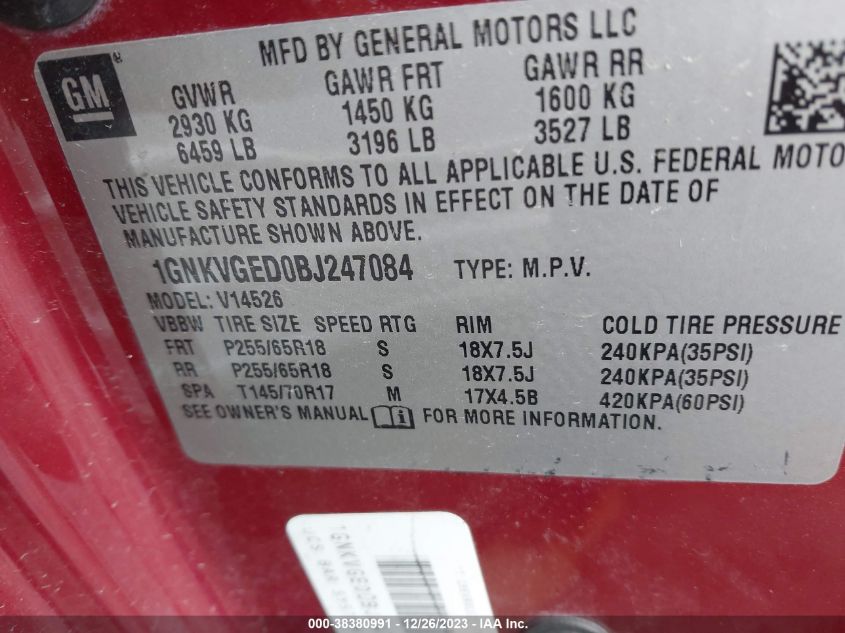 MFD BY GENERAL MOTORS LLC
GM
GVWR GAWR FRT GAWR RR
2930 KG 1450 KG 1600 KG
6459 LB 3196 LB 3527 LB
THIS VEHICLE CONFORMS TO ALL APPLICABLE U.S. FEDERAL MOTO
VEHICLE SAFETY STANDARDS IN EFFECT ON THE DATE OF
MANUFACTURE SHOWN ABOVE.
1GNKVGED0BJ247084 TYPE: M.P.V.
MODEL: V14526
VBBW TIRE SIZE SPEED RTG RIM COLD TIRE PRESSURE
FRT P255/65R18 S 18X7.5J 240KPA(35PSI)
RR P255/65R18 S 18X7.5J 240KPA(35PSI)
SPA T145/70R17 M 17X4.5B 420KPA(60PSI)
SEE OWNER'S MANUAL FOR MORE INFORMATION.
© - 38380991 - 12/26/2023 - IAAI.com